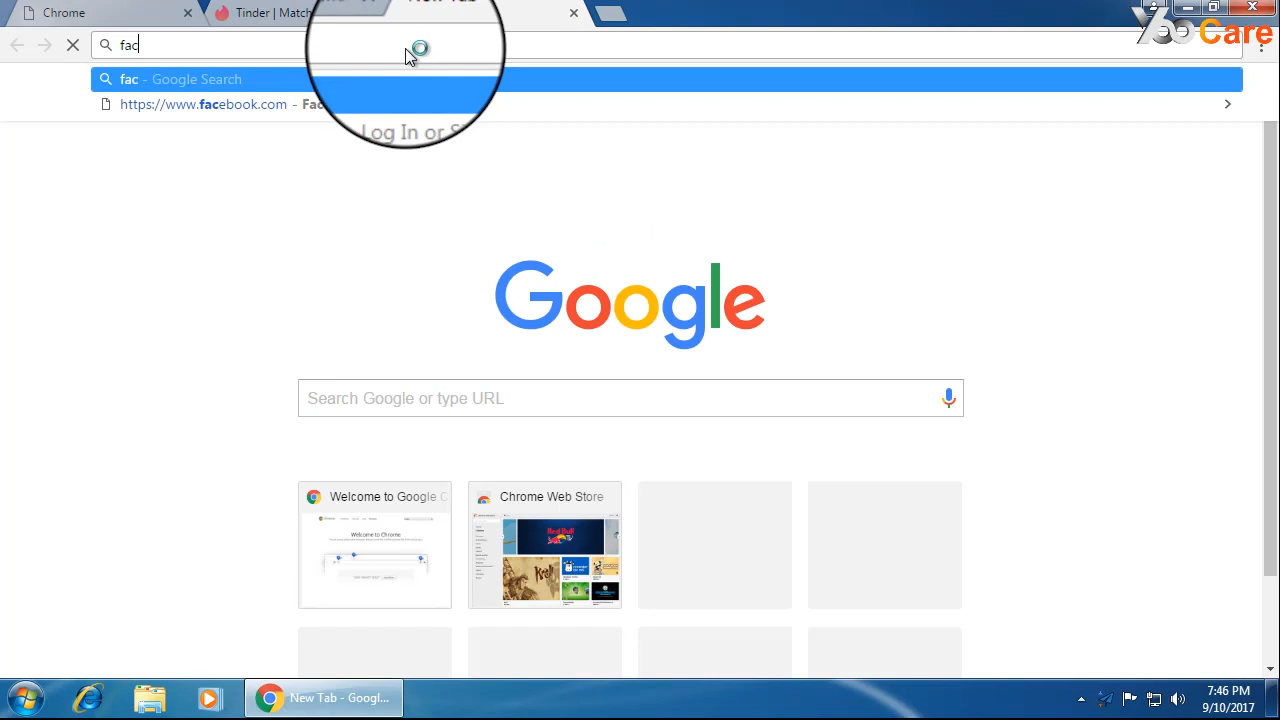 Chrome
Tinder | Match
New Tab
Care
fac
fac - Google Search
https://www.facebook.com - Fac
Log In or S
Google
Search Google or type URL
Welcome to Google C
Chrome Web Store
Welcome to Chrome
New Tab - Googl...
7:46 PM
9/10/2017